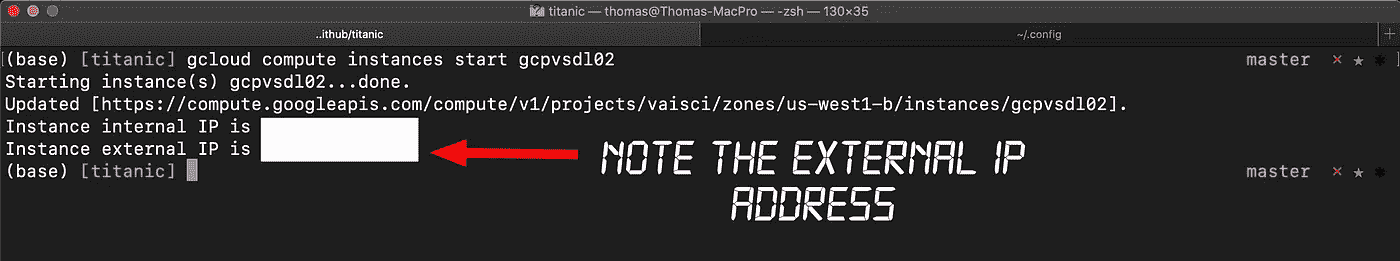 titanic — thomas@Thomas-MacPro — -zsh — 130×35
..ithub/titanic
~/.config
(base) [titanic] gcloud compute instances start gcpvsdl02 master
Starting instance(s) gcpvsdl02...done.
Updated [https://compute.googleapis.com/compute/v1/projects/vaisci/zones/us-west1-b/instances/gcpvsdl02].
Instance internal IP is
Instance external IP is
(base) [titanic] master
NOTE THE EXTERNAL IP
ADDRESS